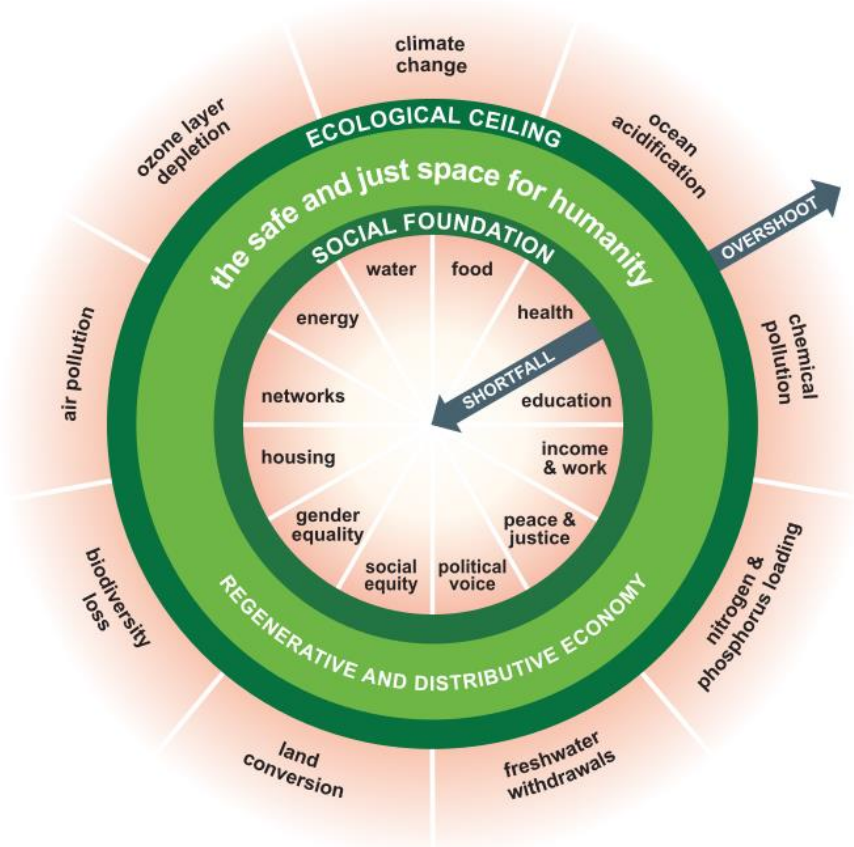 climate
change
ocean
acidification
chemical
pollution
nitrogen &
phosphorus loading
freshwater
withdrawals
land
conversion
biodiversity
loss
air pollution
ozone layer
depletion
ECOLOGICAL CEILING
the safe and just space for humanity
SOCIAL FOUNDATION
OVERSHOOT
SHORTFALL
water
food
health
education
income
& work
peace &
justice
political
voice
social
equity
gender
equality
housing
networks
energy
REGENERATIVE AND DISTRIBUTIVE ECONOMY